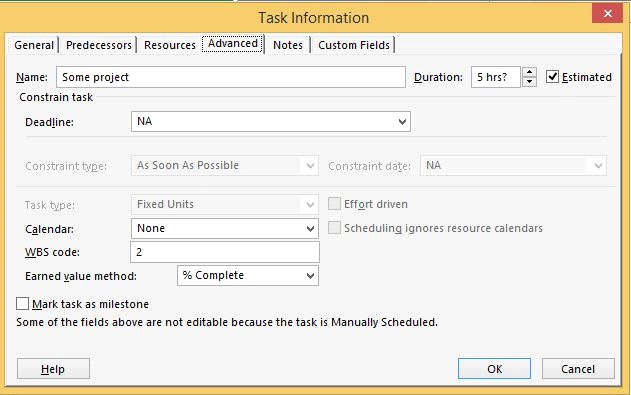 Task Information
General Predecessors Resources Advanced Notes Custom Fields
Name: Some project Duration: 5 hrs? Estimated
Constrain task
Deadline: NA
Constraint type: As Soon As Possible Constraint date: NA
Task type: Fixed Units Effort driven
Calendar: None Scheduling ignores resource calendars
WBS code: 2
Earned value method: % Complete
Mark task as milestone
Some of the fields above are not editable because the task is Manually Scheduled.
Help OK Cancel